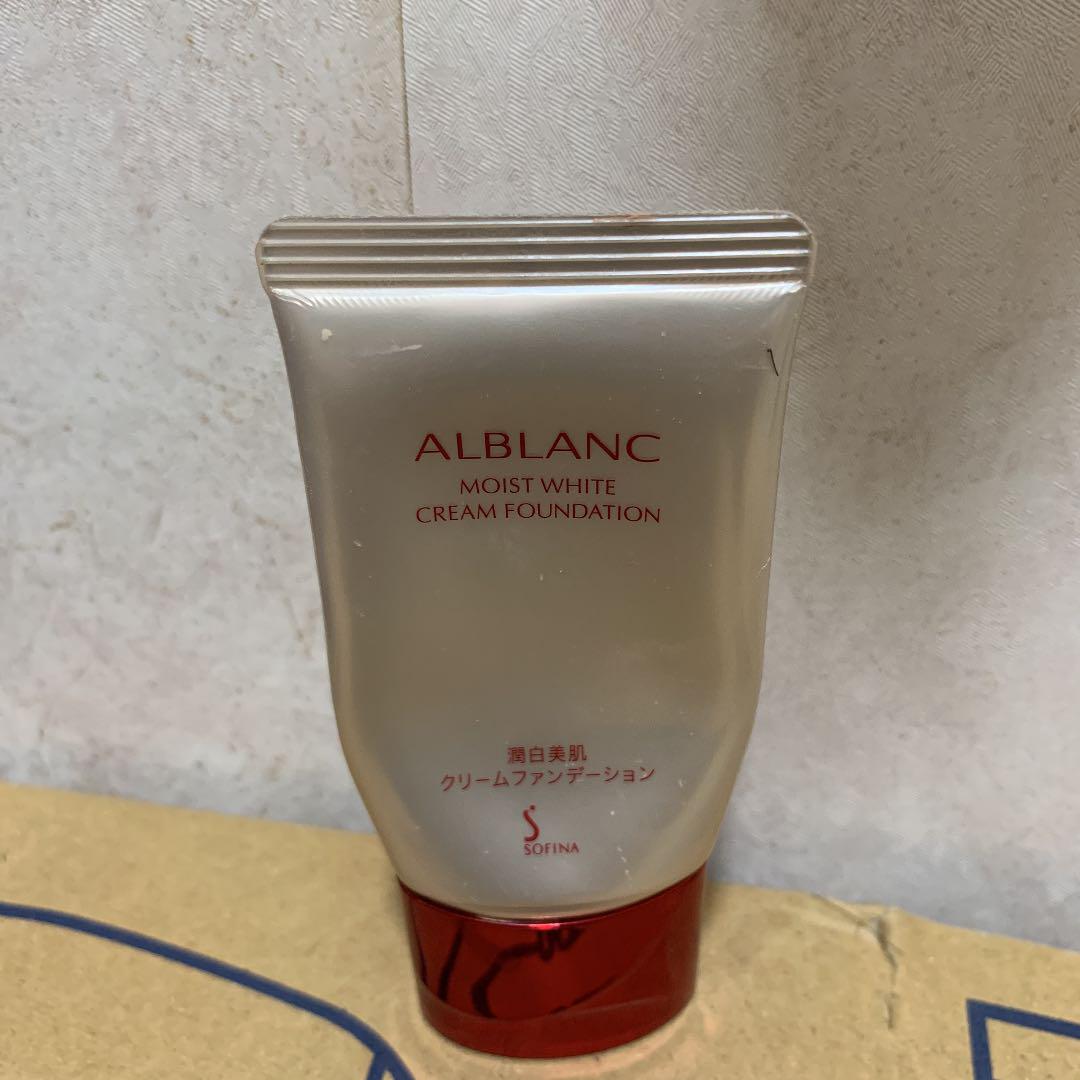 ALBLANC
MOIST WHITE
CREAM FOUNDATION
潤白美肌
クリームファンデーション
SOFINA